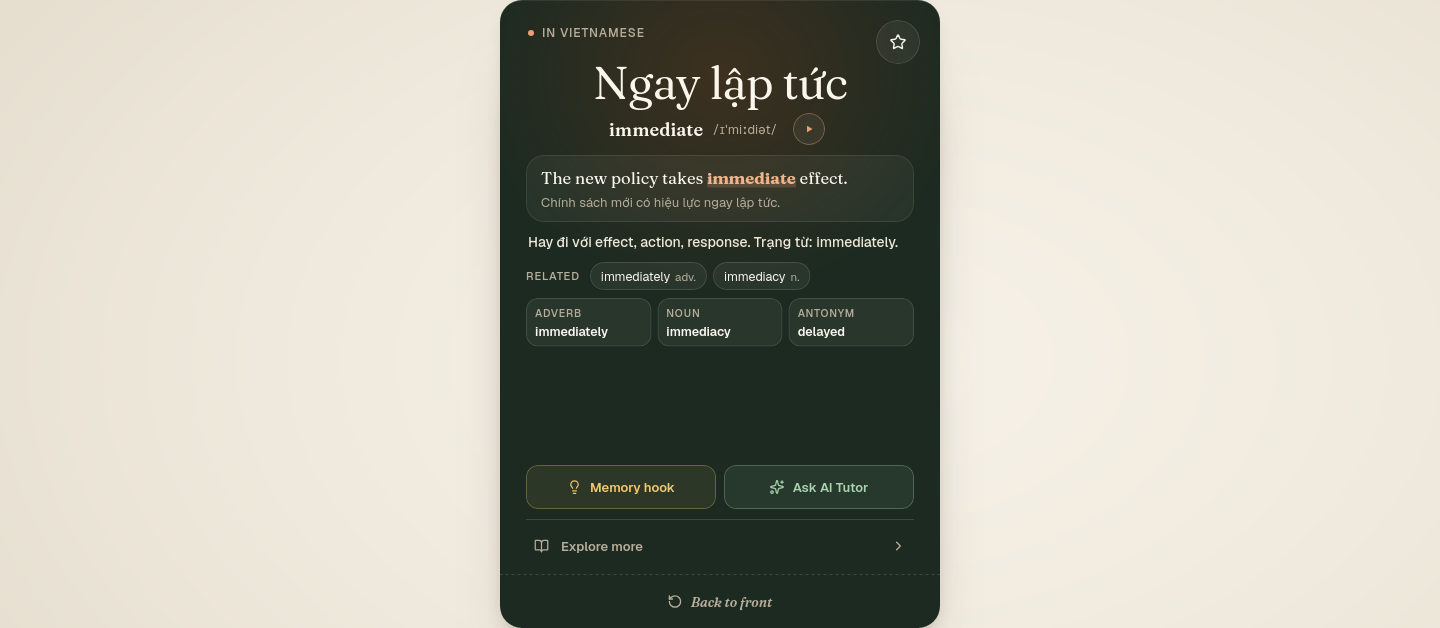 IN VIETNAMESE
Ngay lập tức
immediate /ɪˈmiːdiət/
The new policy takes immediate effect.
Chính sách mới có hiệu lực ngay lập tức.
Hay đi với effect, action, response. Trạng từ: immediately.
RELATED immediately adv. immediacy n.
ADVERB NOUN ANTONYM
immediately immediacy delayed
Memory hook Ask AI Tutor
Explore more
Back to front